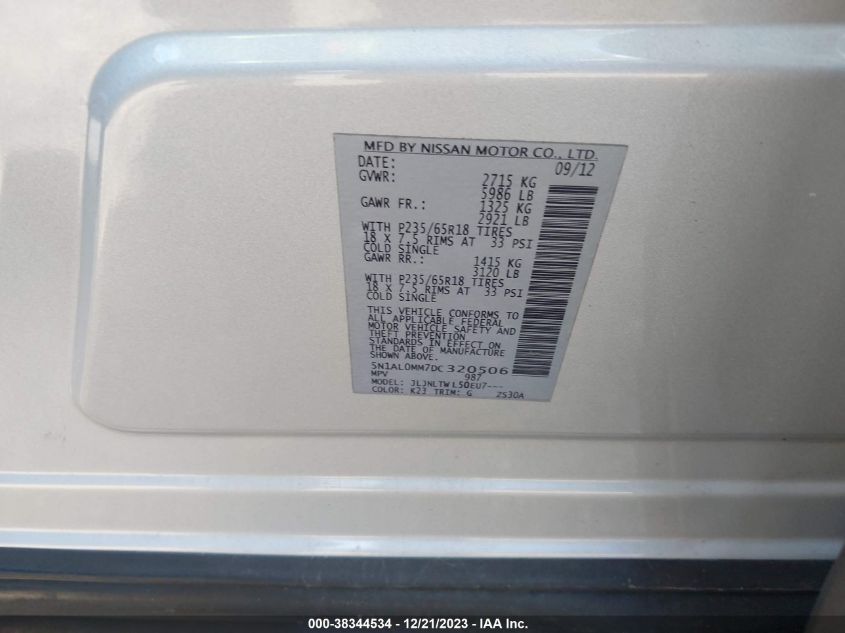 MFD BY NISSAN MOTOR CO., LTD.
DATE: 09/12
GVWR: 2715 KG
5986 LB
GAWR FR.: 1325 KG
2921 LB
WITH P235/65R18 TIRES
18 X 7.5 RIMS AT 33 PSI
COLD SINGLE
GAWR RR.: 1415 KG
3120 LB
WITH P235/65R18 TIRES
18 X 7.5 RIMS AT 33 PSI
COLD SINGLE
THIS VEHICLE CONFORMS TO
ALL APPLICABLE FEDERAL
MOTOR VEHICLE SAFETY AND
THEFT PREVENTION
STANDARDS IN EFFECT ON
THE DATE OF MANUFACTURE
SHOWN ABOVE.
5N1AL0MM7DC320506
MPV 987
MODEL: JLJNLTWL50EU7---
COLOR: K23 TRIM: G 2S30A
000-38344534 - 12/21/2023 - IAA Inc.